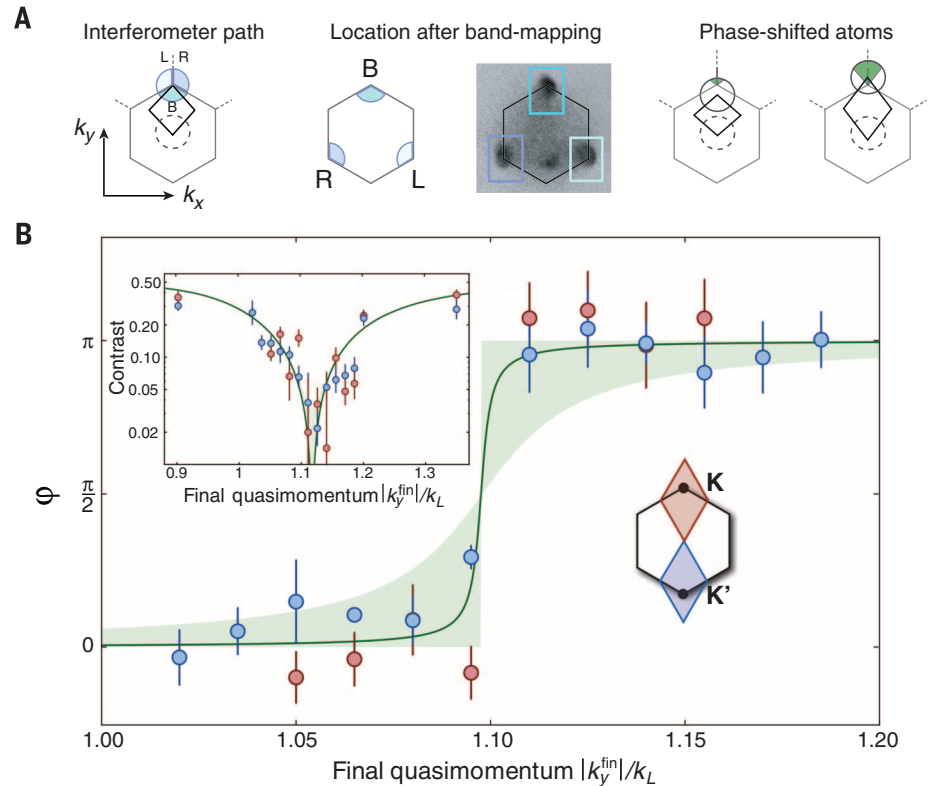 A
Interferometer path
Location after band-mapping
Phase-shifted atoms
L R
B
k_y
k_x
B
R
L
B
0.50
0.20
0.10
0.05
0.02
Contrast
0.9
1
1.1
1.2
1.3
Final quasimomentum |k_y^fin|/k_L
π
π/2
0
φ
K
K'
1.00
1.05
1.10
1.15
1.20
Final quasimomentum |k_y^fin|/k_L